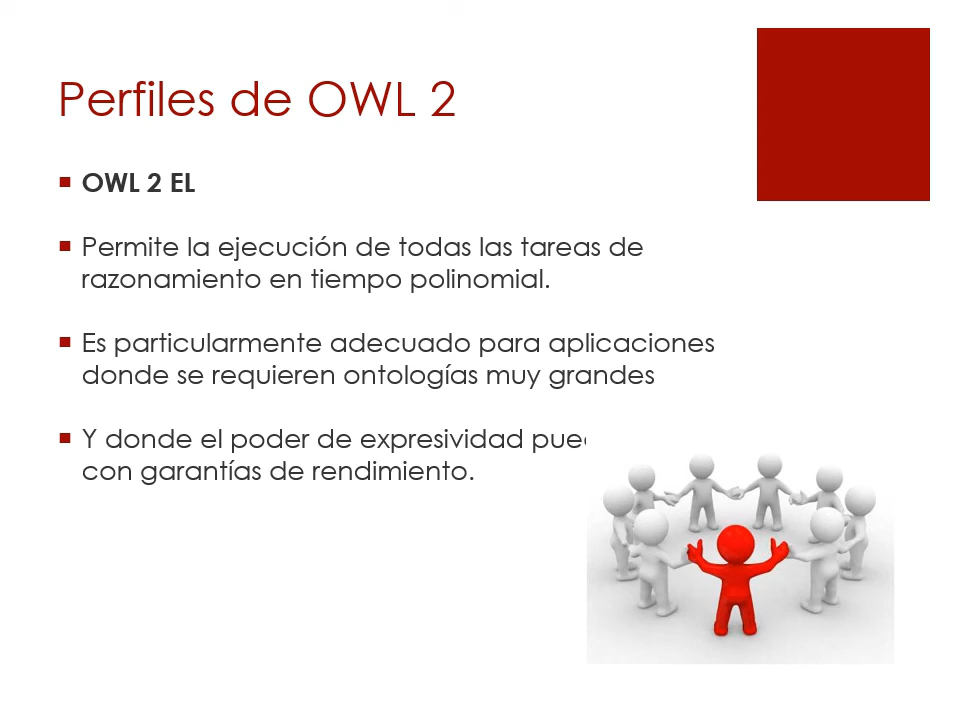 Perfiles de OWL 2
OWL 2 EL
Permite la ejecución de todas las tareas de
razonamiento en tiempo polinomial.
Es particularmente adecuado para aplicaciones
donde se requieren ontologías muy grandes
Y donde el poder de expresividad
con garantías de rendimiento.